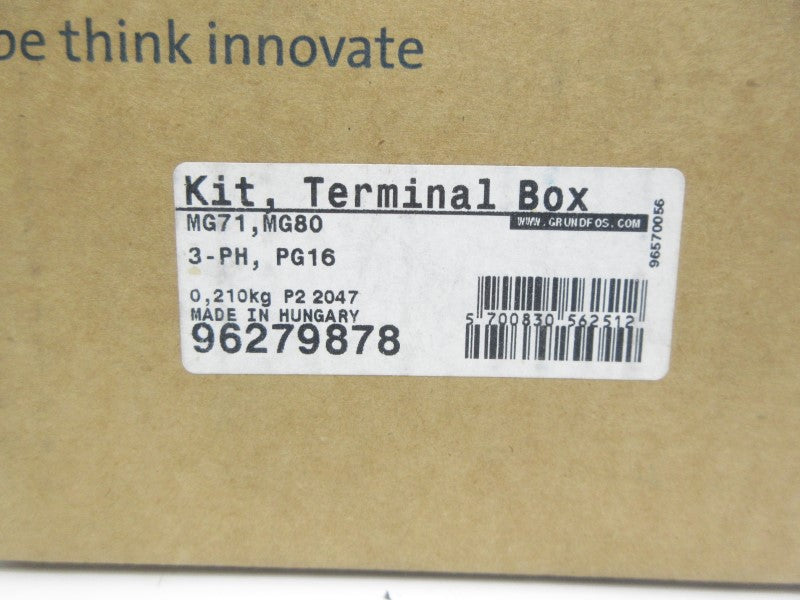 be think innovate
Kit, Terminal Box
WWW.GRUNDFOS.COM
MG71,MG80
3-PH, PG16
0,210kg P2 2047
MADE IN HUNGARY
96279878
5 700830 562512
96570056